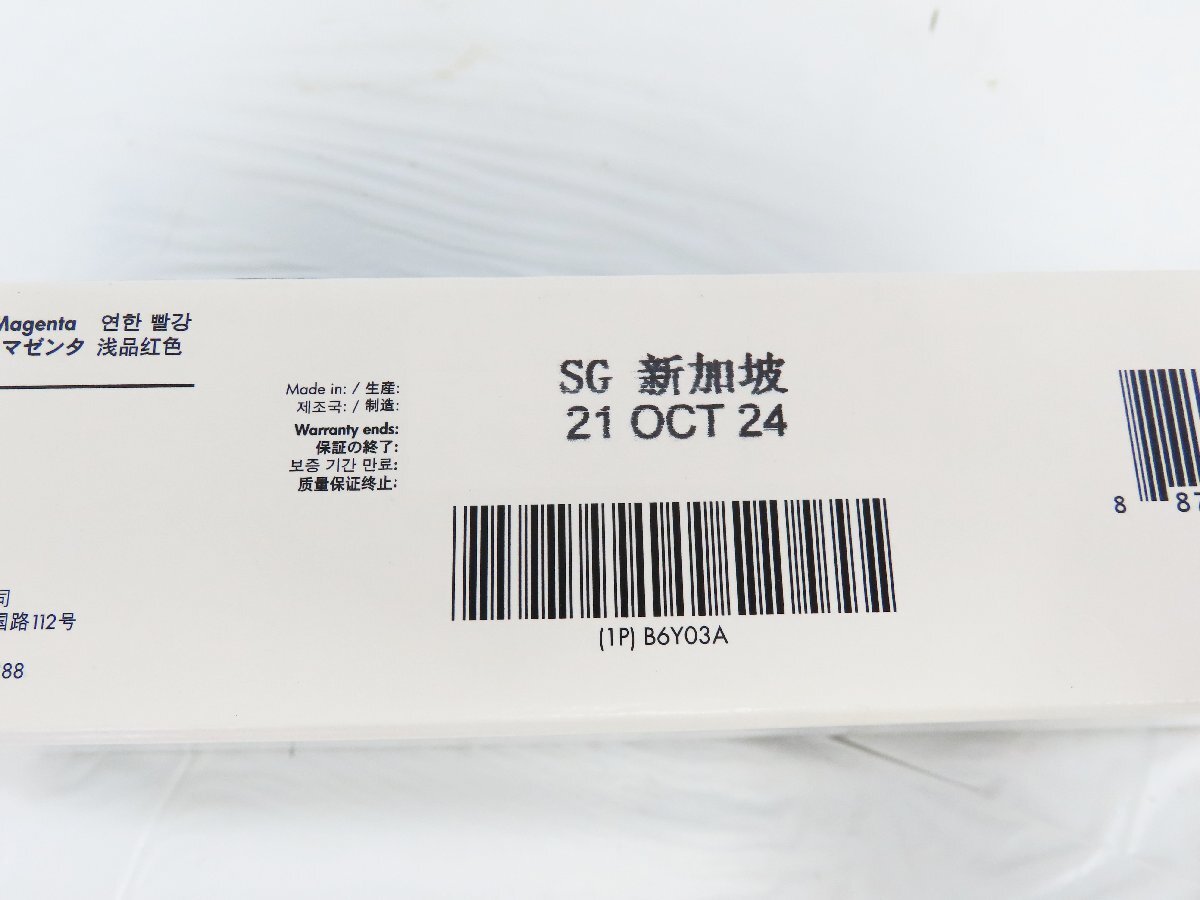 Magenta 연한 빨강
マゼンタ 浅品红色
Made in: / 生産:
제조국: / 制造:
Warranty ends:
保証の終了:
보증 기간 만료:
质量保证终止:
SG 新加坡
21 OCT 24
(1P) B6Y03A
司
国路112号
88
8 87